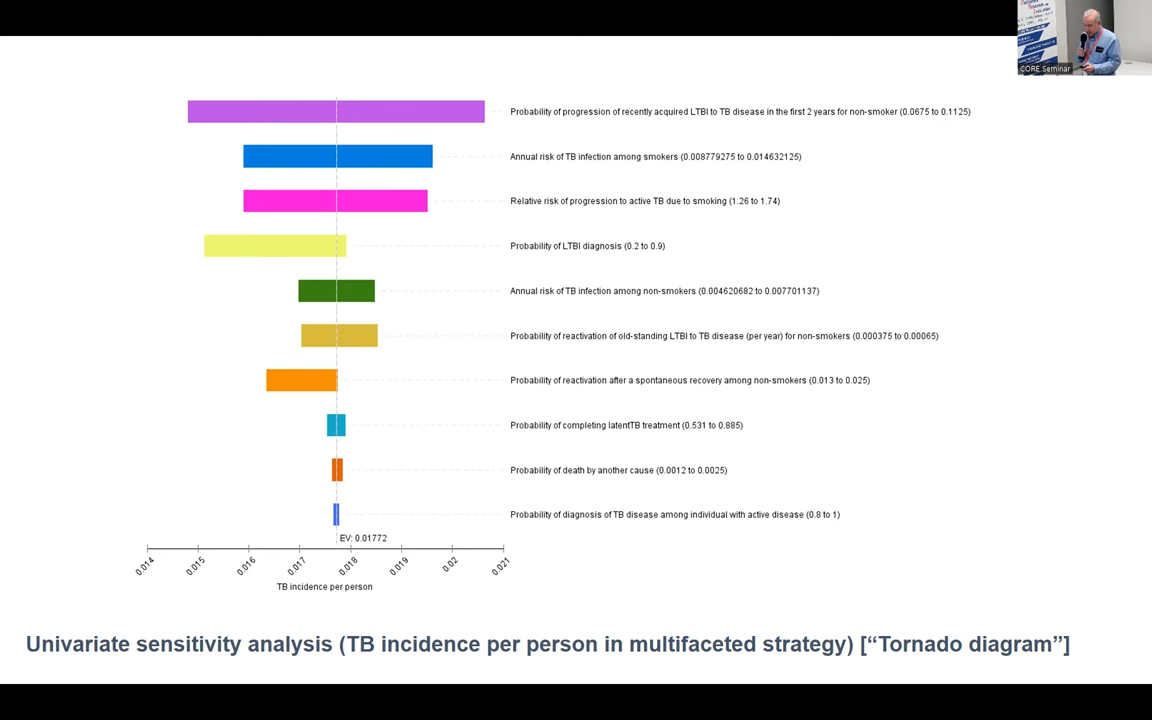 CORE Seminar
Probability of progression of recently acquired LTBI to TB disease in the first 2 years for non-smoker (0.0675 to 0.1125)
Annual risk of TB infection among smokers (0.008779275 to 0.014632125)
Relative risk of progression to active TB due to smoking (1.26 to 1.74)
Probability of LTBI diagnosis (0.2 to 0.9)
Annual risk of TB infection among non-smokers (0.004620682 to 0.007701137)
Probability of reactivation of old-standing LTBI to TB disease (per year) for non-smokers (0.000375 to 0.00065)
Probability of reactivation after a spontaneous recovery among non-smokers (0.013 to 0.025)
Probability of completing latentTB treatment (0.531 to 0.885)
Probability of death by another cause (0.0012 to 0.0025)
Probability of diagnosis of TB disease among individual with active disease (0.8 to 1)
EV: 0.01772
0.014 0.015 0.016 0.017 0.018 0.019 0.02 0.021
TB incidence per person
Univariate sensitivity analysis (TB incidence per person in multifaceted strategy) [“Tornado diagram”]